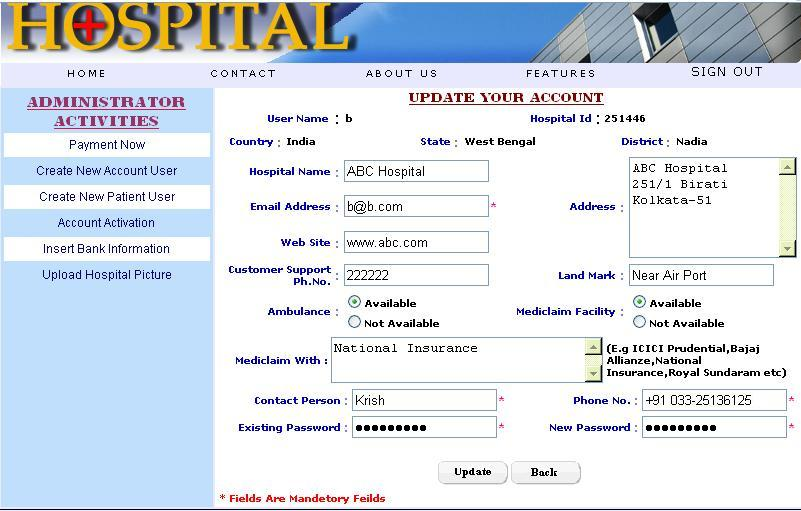 HOSPITAL
HOME CONTACT ABOUT US FEATURES SIGN OUT
ADMINISTRATOR
ACTIVITIES
Payment Now
Create New Account User
Create New Patient User
Account Activation
Insert Bank Information
Upload Hospital Picture
UPDATE YOUR ACCOUNT
User Name : b Hospital Id : 251446
Country : India State : West Bengal District : Nadia
Hospital Name : ABC Hospital
Email Address : b@b.com *
Address : ABC Hospital
251/1 Birati
Kolkata-51
Web Site : www.abc.com
Customer Support
Ph.No. : 222222
Land Mark : Near Air Port
Ambulance : Available
Not Available
Mediclaim Facility : Available
Not Available
Mediclaim With : National Insurance
(E.g ICICI Prudential,Bajaj
Allianze,National
Insurance,Royal Sundaram etc)
Contact Person : Krish * Phone No. : +91 033-25136125 *
Existing Password : ●●●●●●●●● * New Password : ●●●●●●●●● *
Update Back
* Fields Are Mandetory Feilds